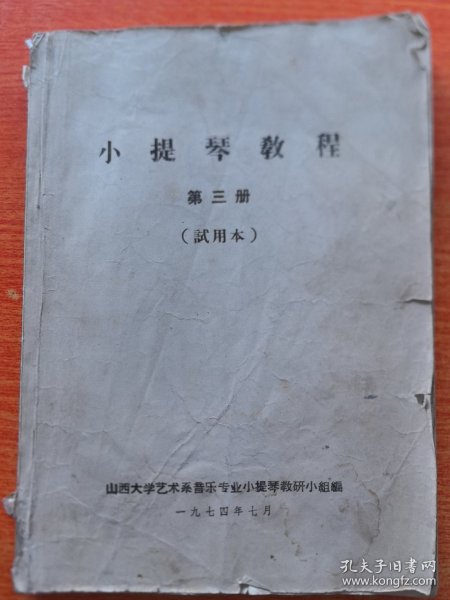 小提琴教程
第三册
（試用本）
山西大学艺术系音乐专业小提琴教研小組編
一九七四年七月
孔夫子旧书网
www.kongfz.com